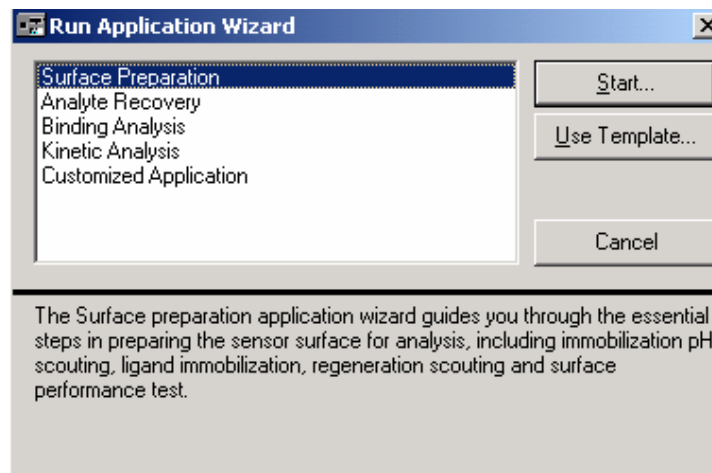 Run Application Wizard
Surface Preparation
Analyte Recovery
Binding Analysis
Kinetic Analysis
Customized Application
Start...
Use Template...
Cancel
The Surface preparation application wizard guides you through the essential
steps in preparing the sensor surface for analysis, including immobilization pH
scouting, ligand immobilization, regeneration scouting and surface
performance test.